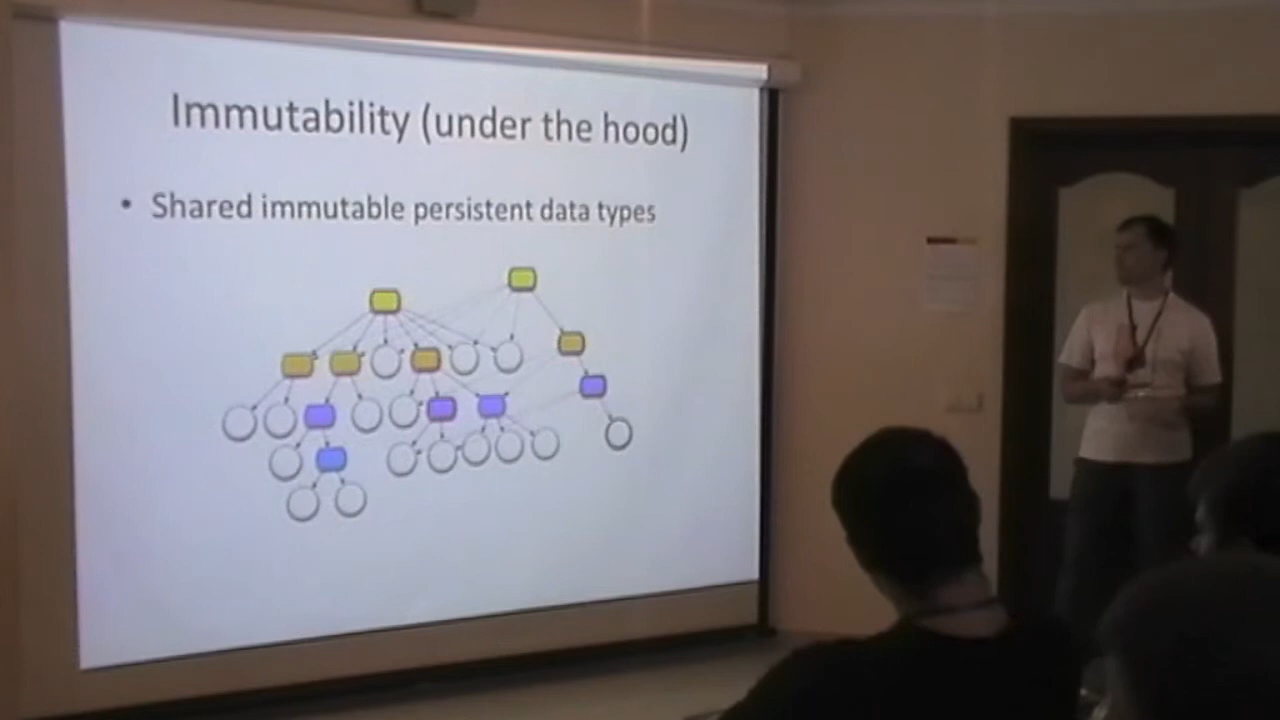 Immutability (under the hood)
• Shared immutable persistent data types